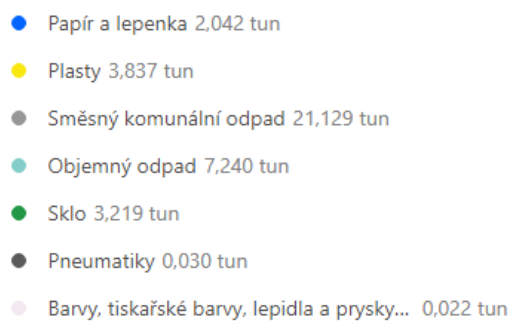 Papír a lepenka 2,042 tun
Plasty 3,837 tun
Směsný komunální odpad 21,129 tun
Objemný odpad 7,240 tun
Sklo 3,219 tun
Pneumatiky 0,030 tun
Barvy, tiskařské barvy, lepidla a prysky... 0,022 tun